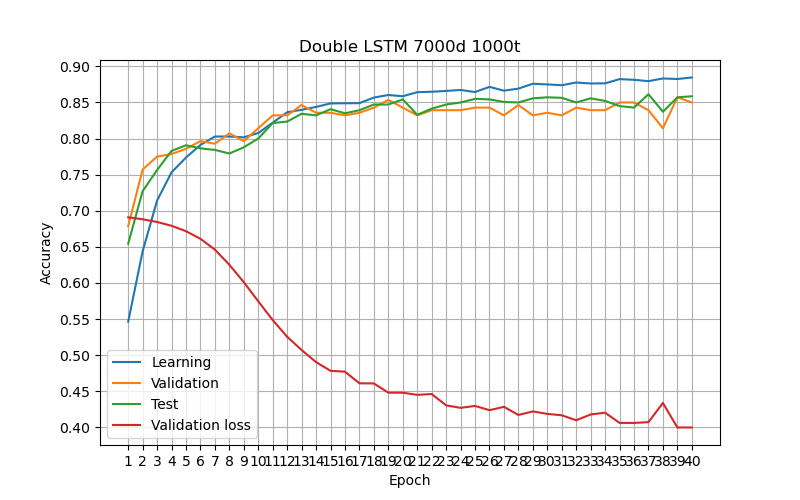 Double LSTM 7000d 1000t
0.90
0.85
0.80
0.75
0.70
0.65
0.60
0.55
0.50
0.45
0.40
Accuracy
Learning
Validation
Test
Validation loss
1 2 3 4 5 6 7 8 9 10 11 12 13 14 15 16 17 18 19 20 21 22 23 24 25 26 27 28 29 30 31 32 33 34 35 36 37 38 39 40
Epoch